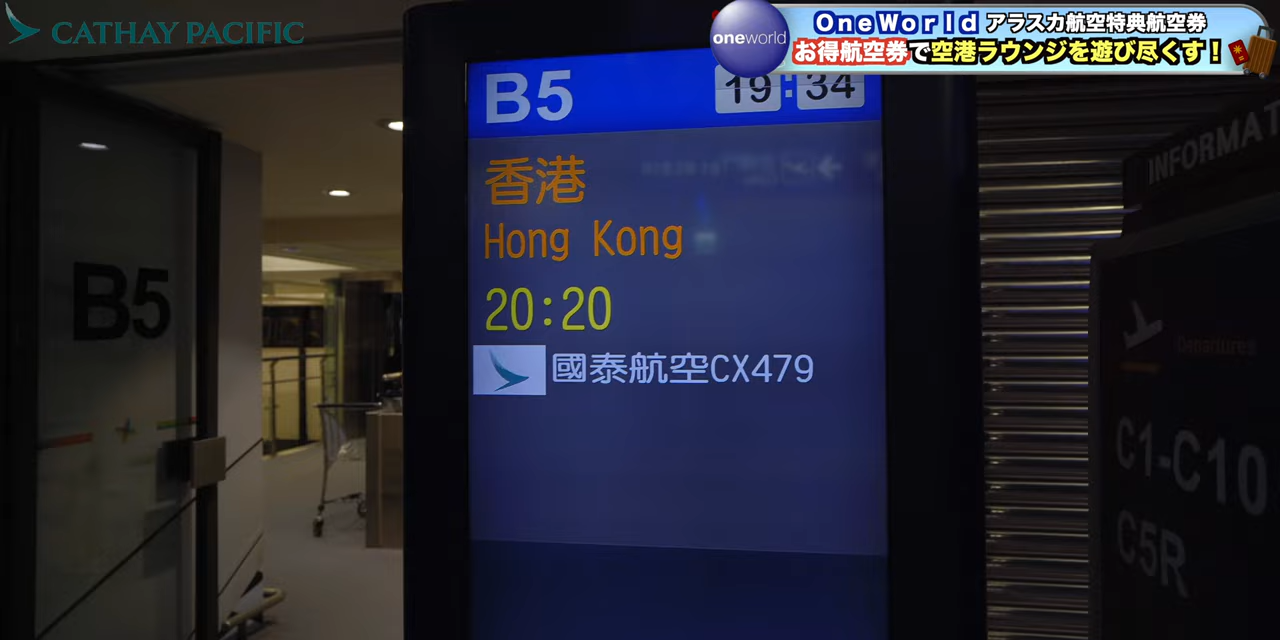 CATHAY PACIFIC
OneWorld アラスカ航空特典航空券
oneworld
お得航空券で空港ラウンジを遊び尽くす!
B5 19:34
香港
Hong Kong
20:20
國泰航空CX479
B5
INFORMAT
Departures
C1-C10
C5R